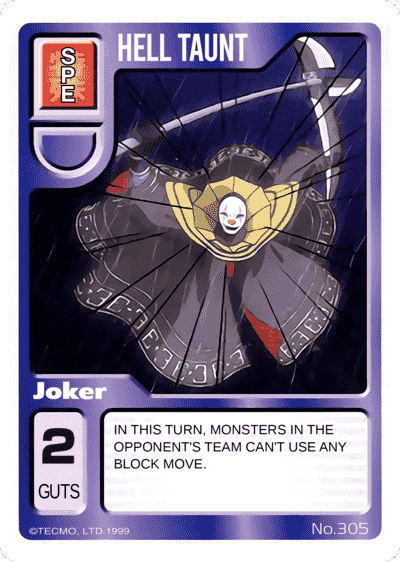 SPE
HELL TAUNT
Joker
2
GUTS
IN THIS TURN, MONSTERS IN THE
OPPONENT'S TEAM CAN'T USE ANY
BLOCK MOVE.
©TECMO, LTD.1999
No.305